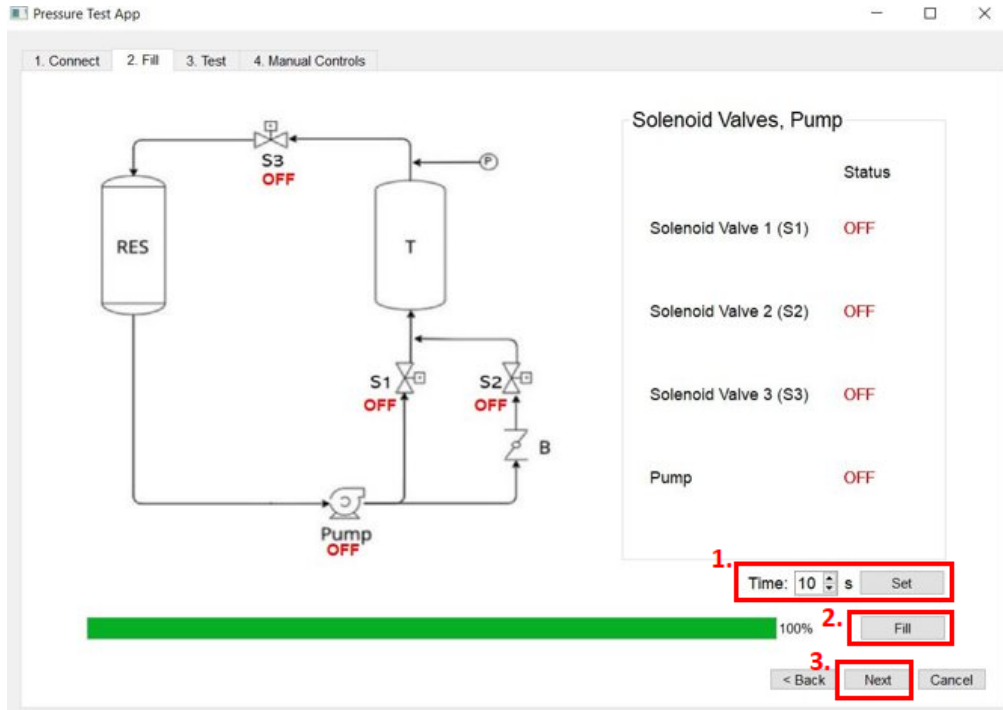 Pressure Test App
1. Connect 2. Fill 3. Test 4. Manual Controls
S3
OFF
P
RES
T
S1
OFF
S2
OFF
B
Pump
OFF
Solenoid Valves, Pump
Status
Solenoid Valve 1 (S1) OFF
Solenoid Valve 2 (S2) OFF
Solenoid Valve 3 (S3) OFF
Pump OFF
1.
Time: 10 s Set
100%
2.
Fill
3.
< Back Next Cancel